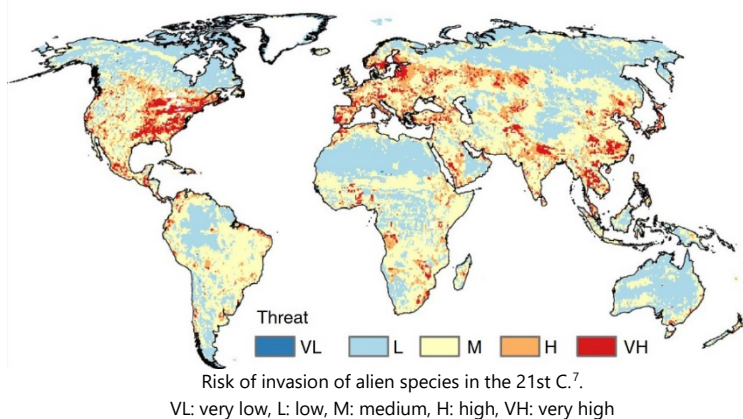 Threat
VL L M H VH
Risk of invasion of alien species in the 21st C.⁷.
VL: very low, L: low, M: medium, H: high, VH: very high